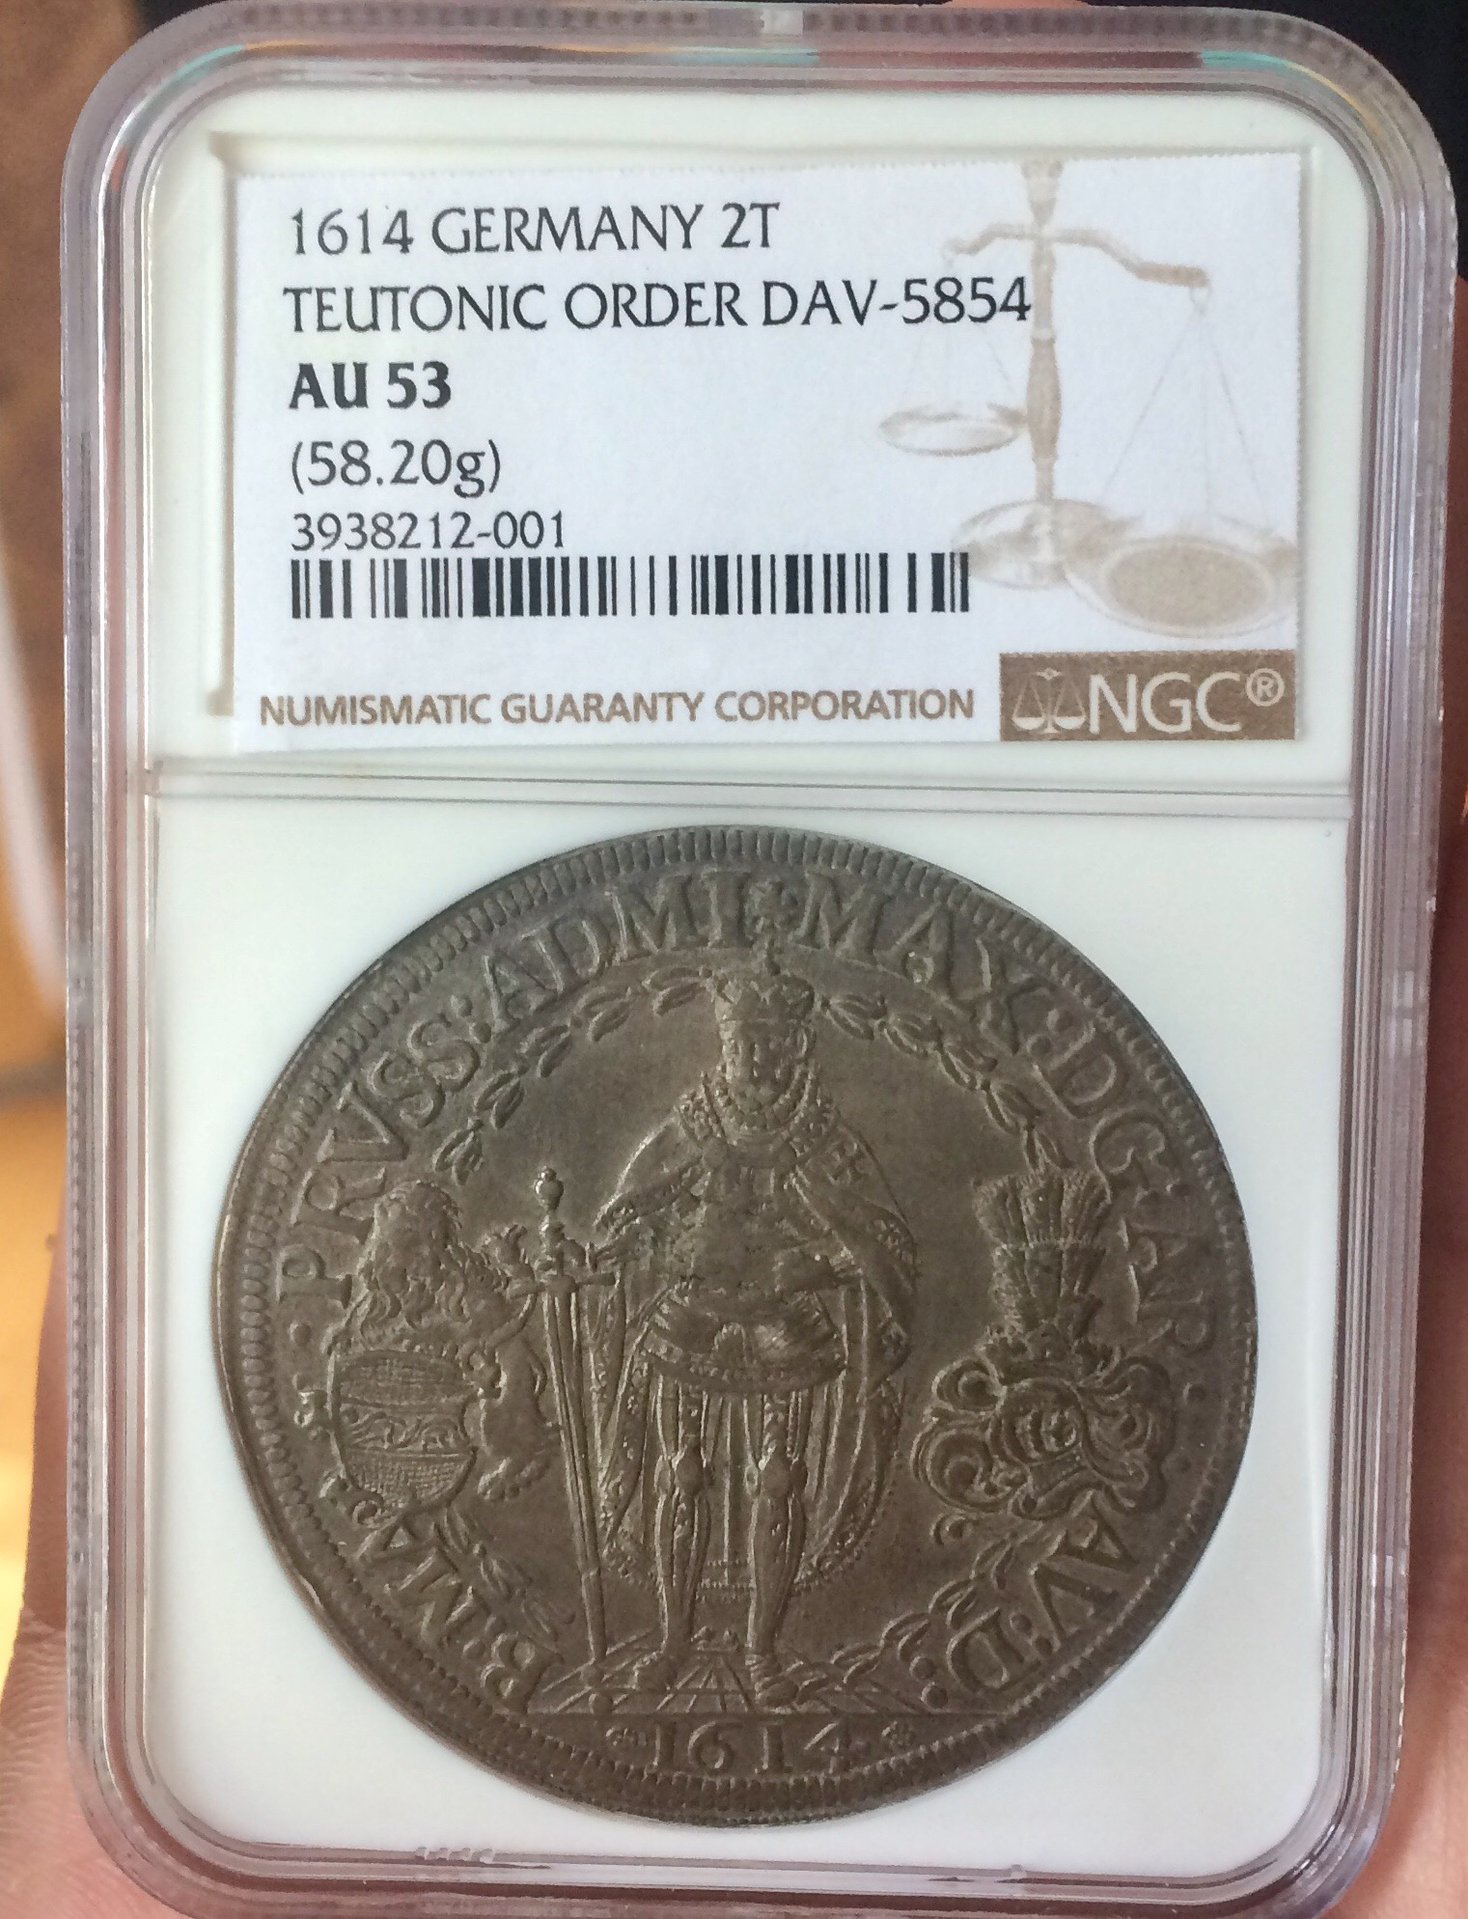 1614 GERMANY 2T
TEUTONIC ORDER DAV-5854
AU 53
(58.20g)
3938212-001
NUMISMATIC GUARANTY CORPORATION
NGC®
MAX·DG·AR·AV:D:
B:MA·PRVSS:ADMI:
1614